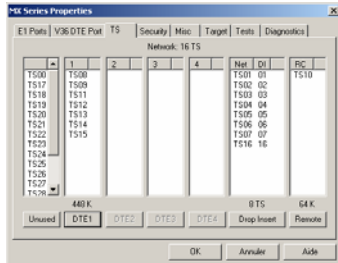 MX Series Properties
E1 Ports V36 DTE Port TS Security Misc Target Tests Diagnostics
Network: 16 TS
1 2 3 4 Net DI RC
TS00 TS08 TS01 01 TS10
TS17 TS09 TS02 02
TS18 TS11 TS03 03
TS19 TS12 TS04 04
TS20 TS13 TS05 05
TS21 TS14 TS06 06
TS22 TS15 TS07 07
TS23 TS16 16
TS24
TS25
TS26
TS27
TS28
448 K 8 TS 64 K
Unused DTE1 DTE2 DTE3 DTE4 Drop Insert Remote
OK Annuler Aide